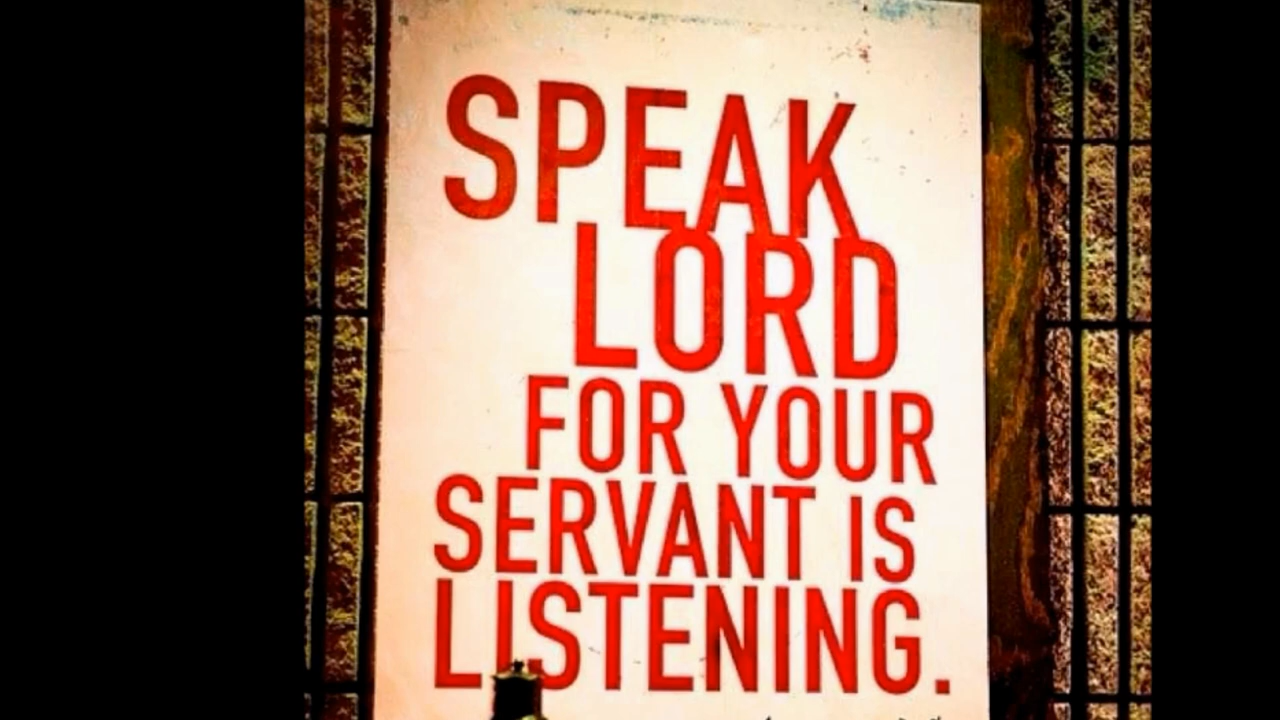 SPEAK
LORD
FOR YOUR
SERVANT IS
LISTENING.